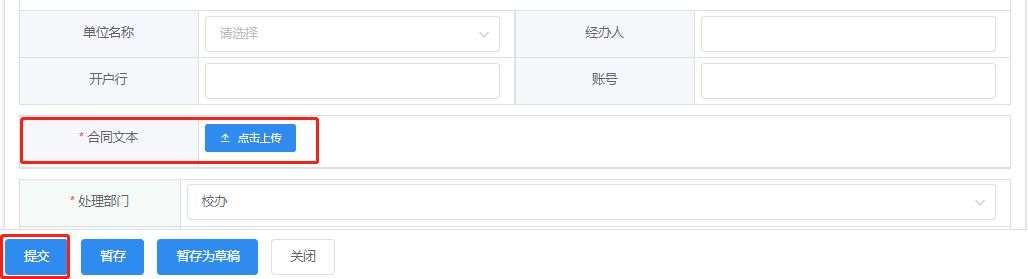 单位名称 请选择 经办人
开户行 账号
* 合同文本 点击上传
* 处理部门 校办
提交 暂存 暂存为草稿 关闭